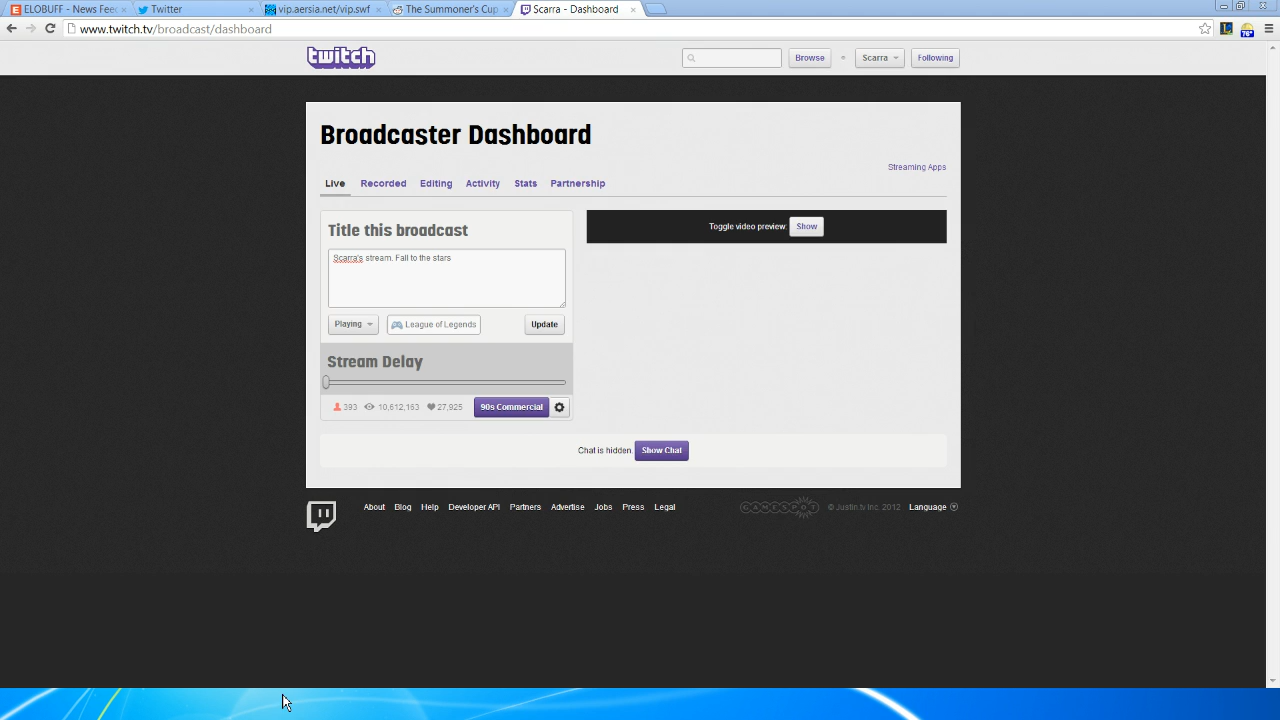 ELOBUFF - News Feed
Twitter
vip.aersia.net/vip.swf
The Summoner's Cup
Scarra - Dashboard
www.twitch.tv/broadcast/dashboard
76°
twitch
Browse
Scarra
Following
Broadcaster Dashboard
Streaming Apps
Live Recorded Editing Activity Stats Partnership
Title this broadcast
Toggle video preview: Show
Scarra's stream. Fall to the stars
Playing League of Legends Update
Stream Delay
393 10,612,163 27,925 90s Commercial
Chat is hidden. Show Chat
About Blog Help Developer API Partners Advertise Jobs Press Legal
GAMESPOT © Justin.tv Inc. 2012 Language